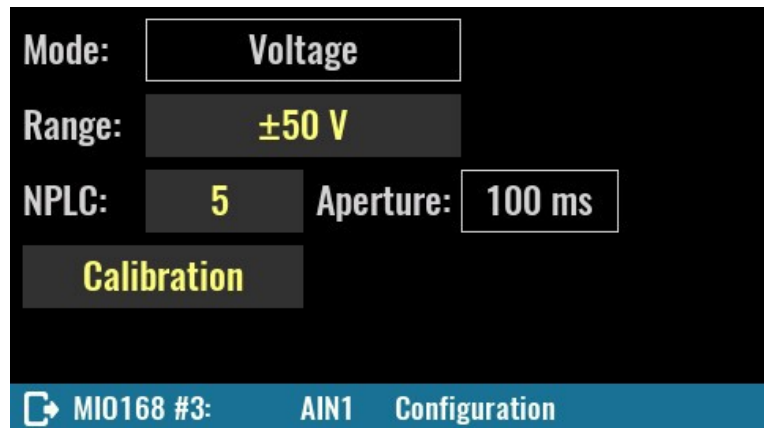 Mode: Voltage
Range: ±50 V
NPLC: 5 Aperture: 100 ms
Calibration
MIO168 #3: AIN1 Configuration